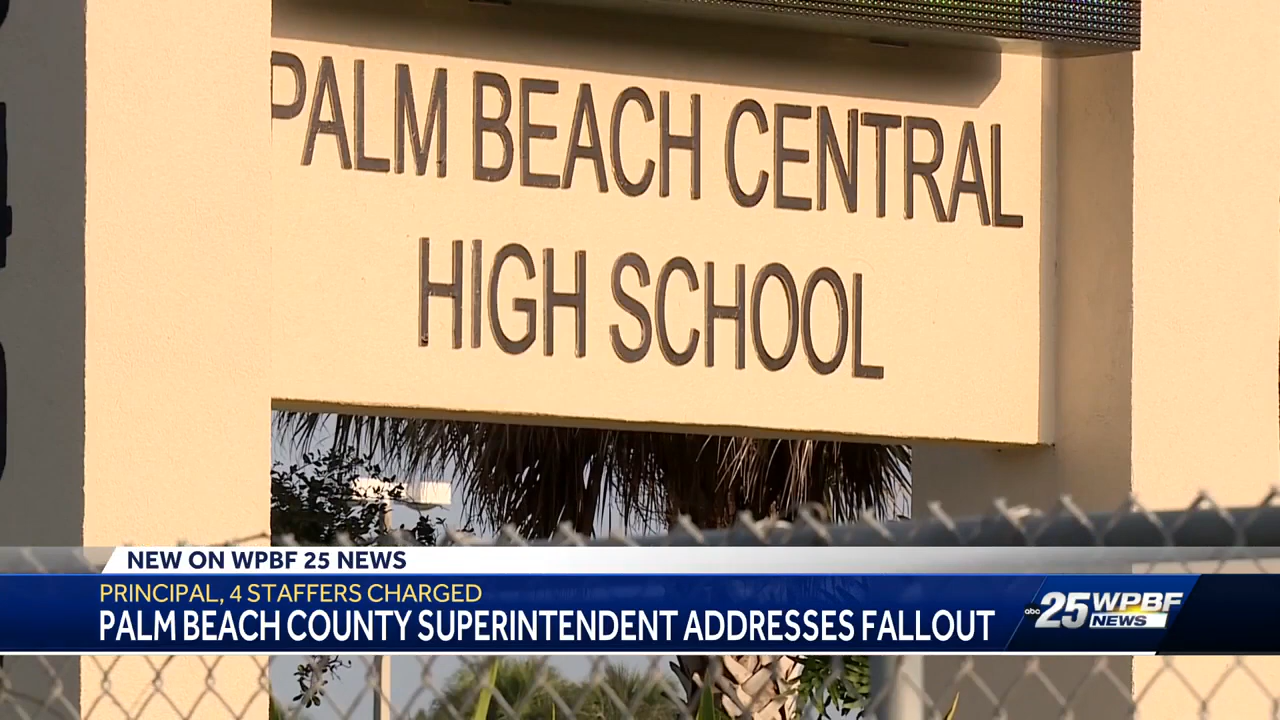 PALM BEACH CENTRAL
HIGH SCHOOL
NEW ON WPBF 25 NEWS
PRINCIPAL, 4 STAFFERS CHARGED
PALM BEACH COUNTY SUPERINTENDENT ADDRESSES FALLOUT
abc 25 WPBF
NEWS